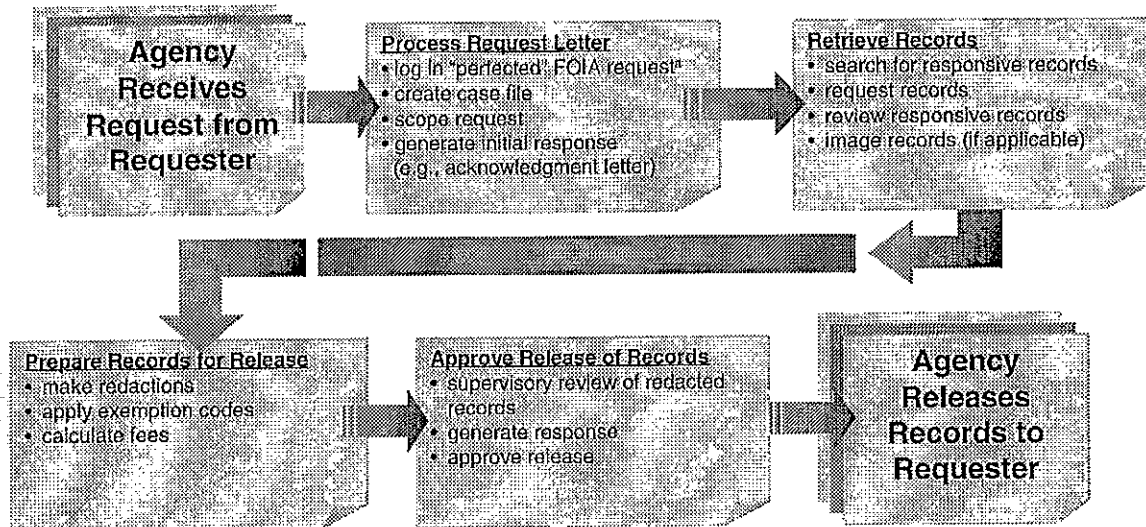 Agency
Receives
Request from
Requester
Process Request Letter
• log in "perfected" FOIA request a
• create case file
• scope request
• generate initial response
(e.g., acknowledgment letter)
Retrieve Records
• search for responsive records
• request records
• review responsive records
• image records (if applicable)
Prepare Records for Release
• make redactions
• apply exemption codes
• calculate fees
Approve Release of Records
• supervisory review of redacted
records
• generate response
• approve release
Agency
Releases
Records to
Requester